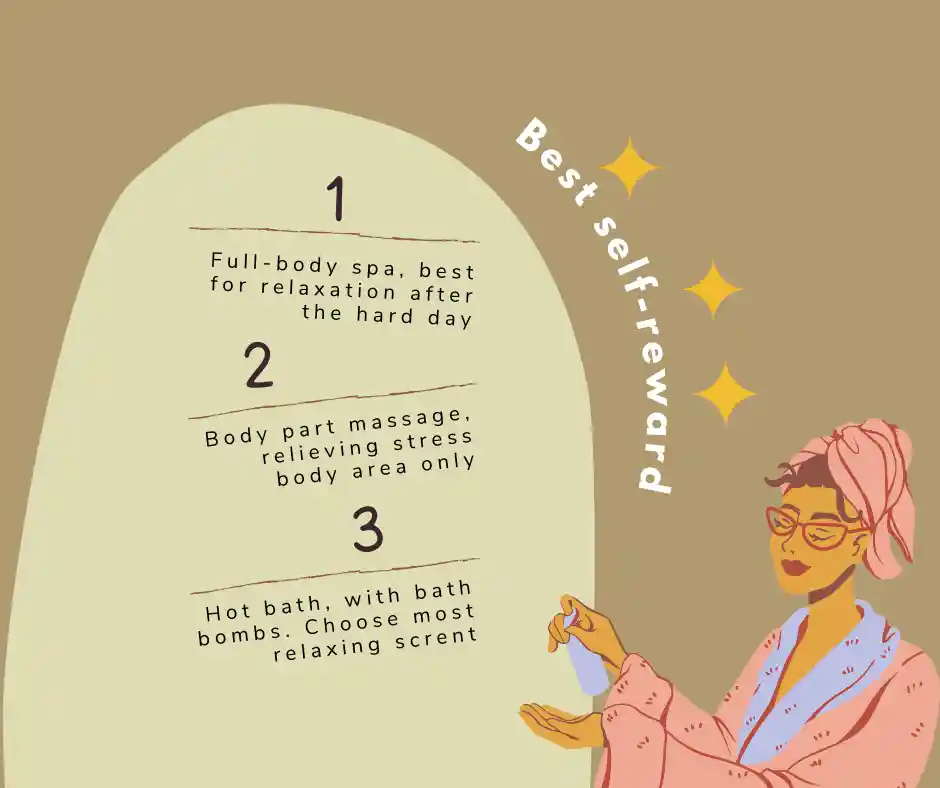 Best self-reward
1
Full-body spa, best
for relaxation after
the hard day
2
Body part massage,
relieving stress
body area only
3
Hot bath, with bath
bombs. Choose most
relaxing scrent